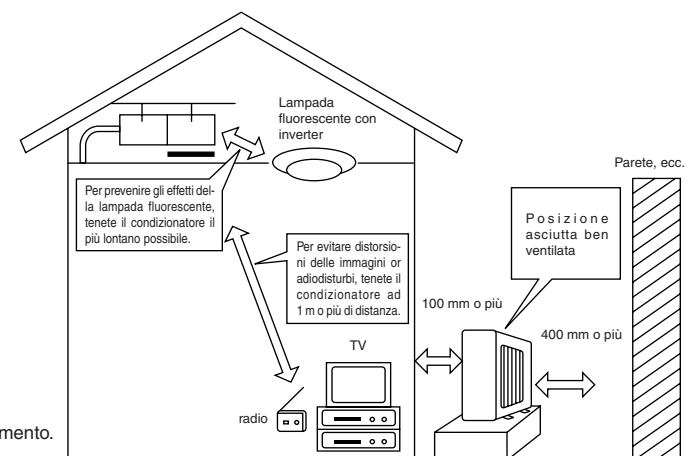 Lampada
fluorescente con
inverter
Parete, ecc.
Per prevenire gli effetti del-
la lampada fluorescente,
tenete il condizionatore il
più lontano possibile.
Posizione
asciutta ben
ventilata
Per evitare distorsio-
ni delle immagini or
adiodisturbi, tenete il
condizionatore ad
1 m o più di distanza.
100 mm o più
400 mm o più
TV
radio
mento.